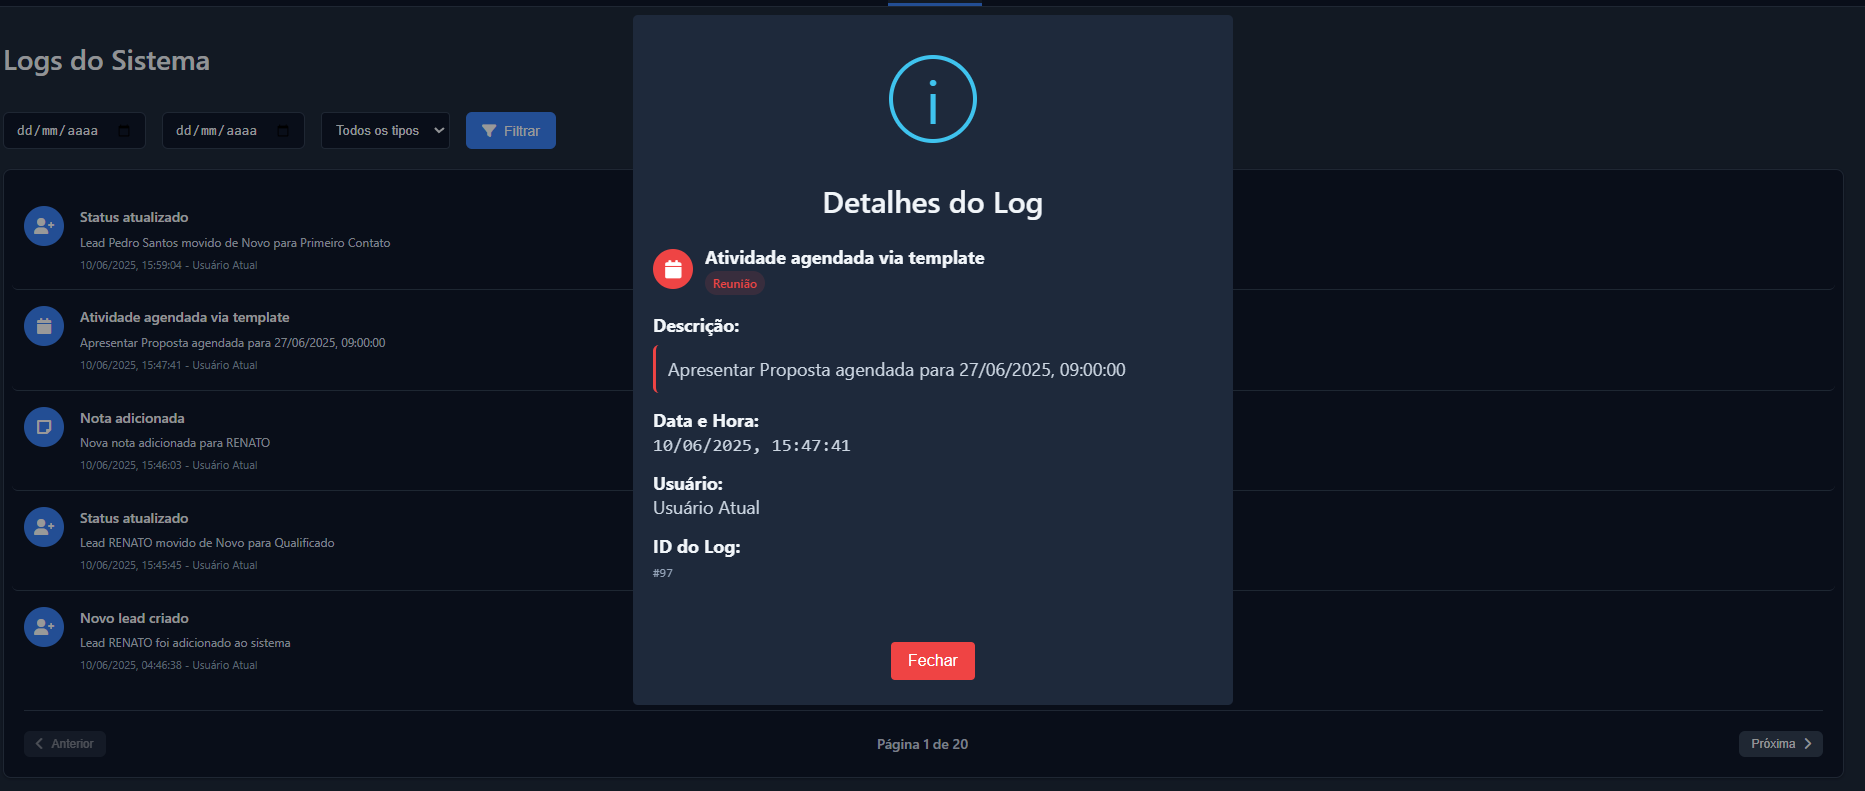 Logs do Sistema
dd/mm/aaaa
dd/mm/aaaa
Todos os tipos
Filtrar
Status atualizado
Lead Pedro Santos movido de Novo para Primeiro Contato
10/06/2025, 15:59:04 - Usuário Atual
Atividade agendada via template
Apresentar Proposta agendada para 27/06/2025, 09:00:00
10/06/2025, 15:47:41 - Usuário Atual
Nota adicionada
Nova nota adicionada para RENATO
10/06/2025, 15:46:03 - Usuário Atual
Status atualizado
Lead RENATO movido de Novo para Qualificado
10/06/2025, 15:45:45 - Usuário Atual
Novo lead criado
Lead RENATO foi adicionado ao sistema
10/06/2025, 04:46:38 - Usuário Atual
Anterior
Página 1 de 20
Próxima
Detalhes do Log
Atividade agendada via template
Reunião
Descrição:
Apresentar Proposta agendada para 27/06/2025, 09:00:00
Data e Hora:
10/06/2025, 15:47:41
Usuário:
Usuário Atual
ID do Log:
#97
Fechar